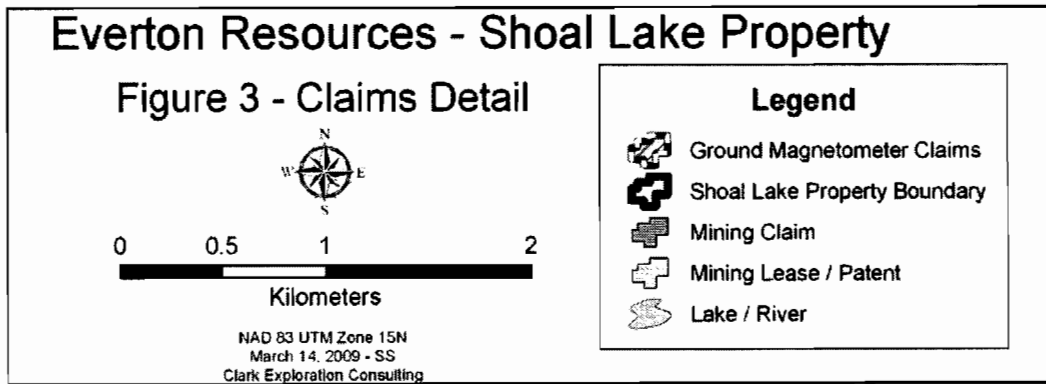 Everton Resources - Shoal Lake Property
Figure 3 - Claims Detail
N
W E
S
0 0.5 1 2
Kilometers
NAD 83 UTM Zone 15N
March 14, 2009 - SS
Clark Exploration Consulting
Legend
Ground Magnetometer Claims
Shoal Lake Property Boundary
Mining Claim
Mining Lease / Patent
Lake / River